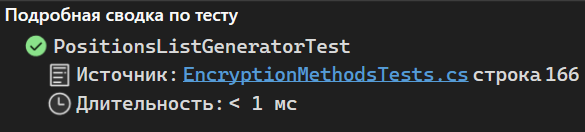 Подробная сводка по тесту
PositionsListGeneratorTest
Источник: EncryptionMethodsTests.cs строка 166
Длительность: < 1 мс